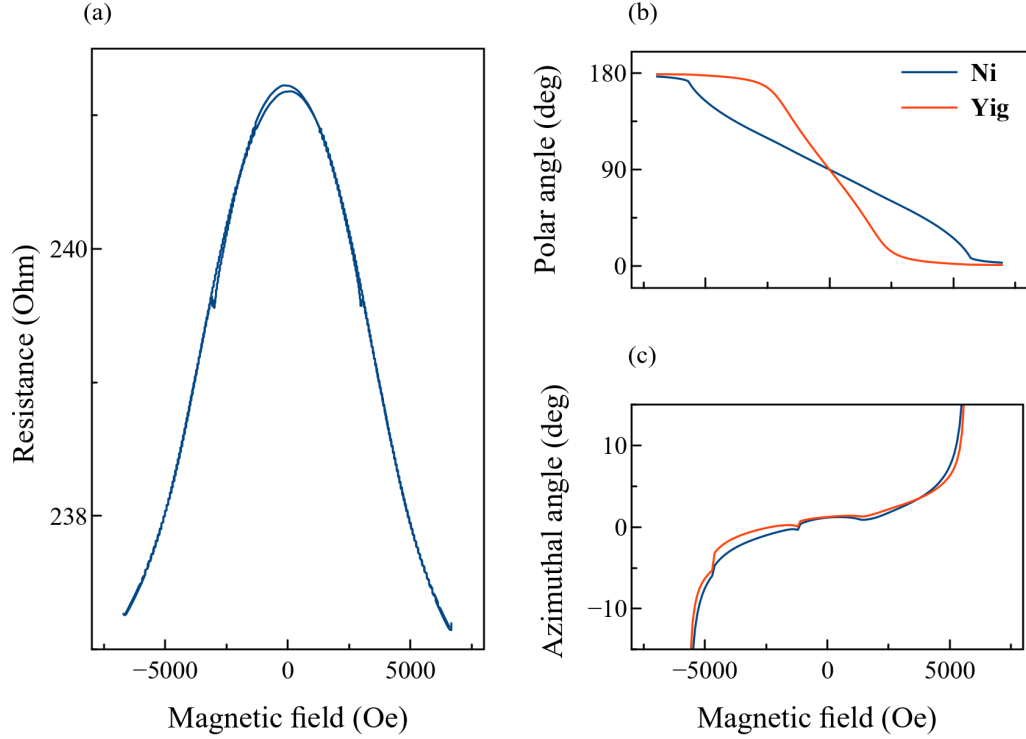 (a)
Resistance (Ohm)
240
238
−5000 0 5000
Magnetic field (Oe)
(b)
Polar angle (deg)
180
90
0
Ni
Yig
(c)
Azimuthal angle (deg)
10
0
−10
−5000 0 5000
Magnetic field (Oe)